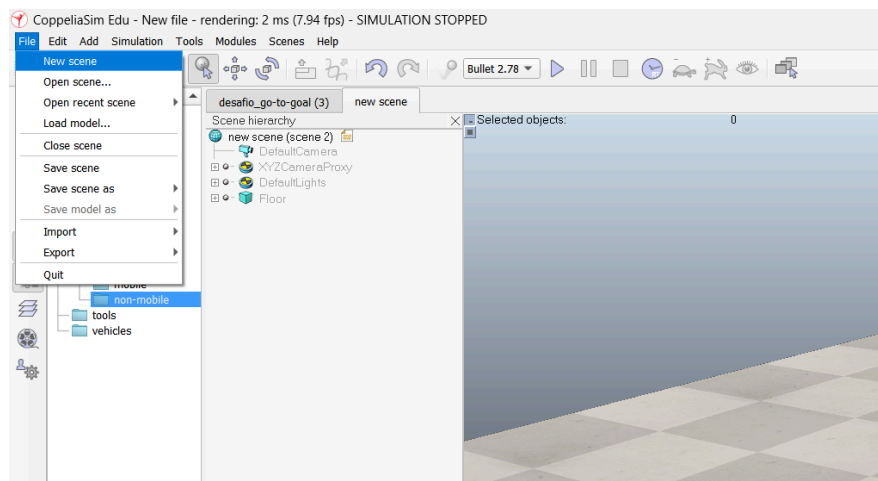 CoppeliaSim Edu - New file - rendering: 2 ms (7.94 fps) - SIMULATION STOPPED
File Edit Add Simulation Tools Modules Scenes Help
New scene
Open scene...
Open recent scene
Load model...
Close scene
Save scene
Save scene as
Save model as
Import
Export
Quit
mobile
non-mobile
tools
vehicles
Bullet 2.78
desafio_go-to-goal (3) new scene
Scene hierarchy
new scene (scene 2)
DefaultCamera
XYZCameraProxy
DefaultLights
Floor
Selected objects: 0